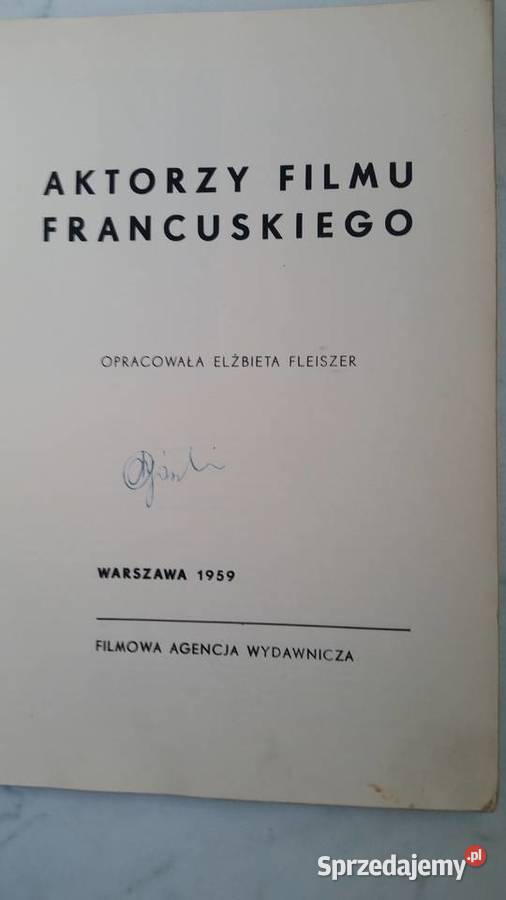 AKTORZY FILMU
FRANCUSKIEGO
OPRACOWAŁA ELŻBIETA FLEISZER
WARSZAWA 1959
FILMOWA AGENCJA WYDAWNICZA
Sprzedajemy.pl